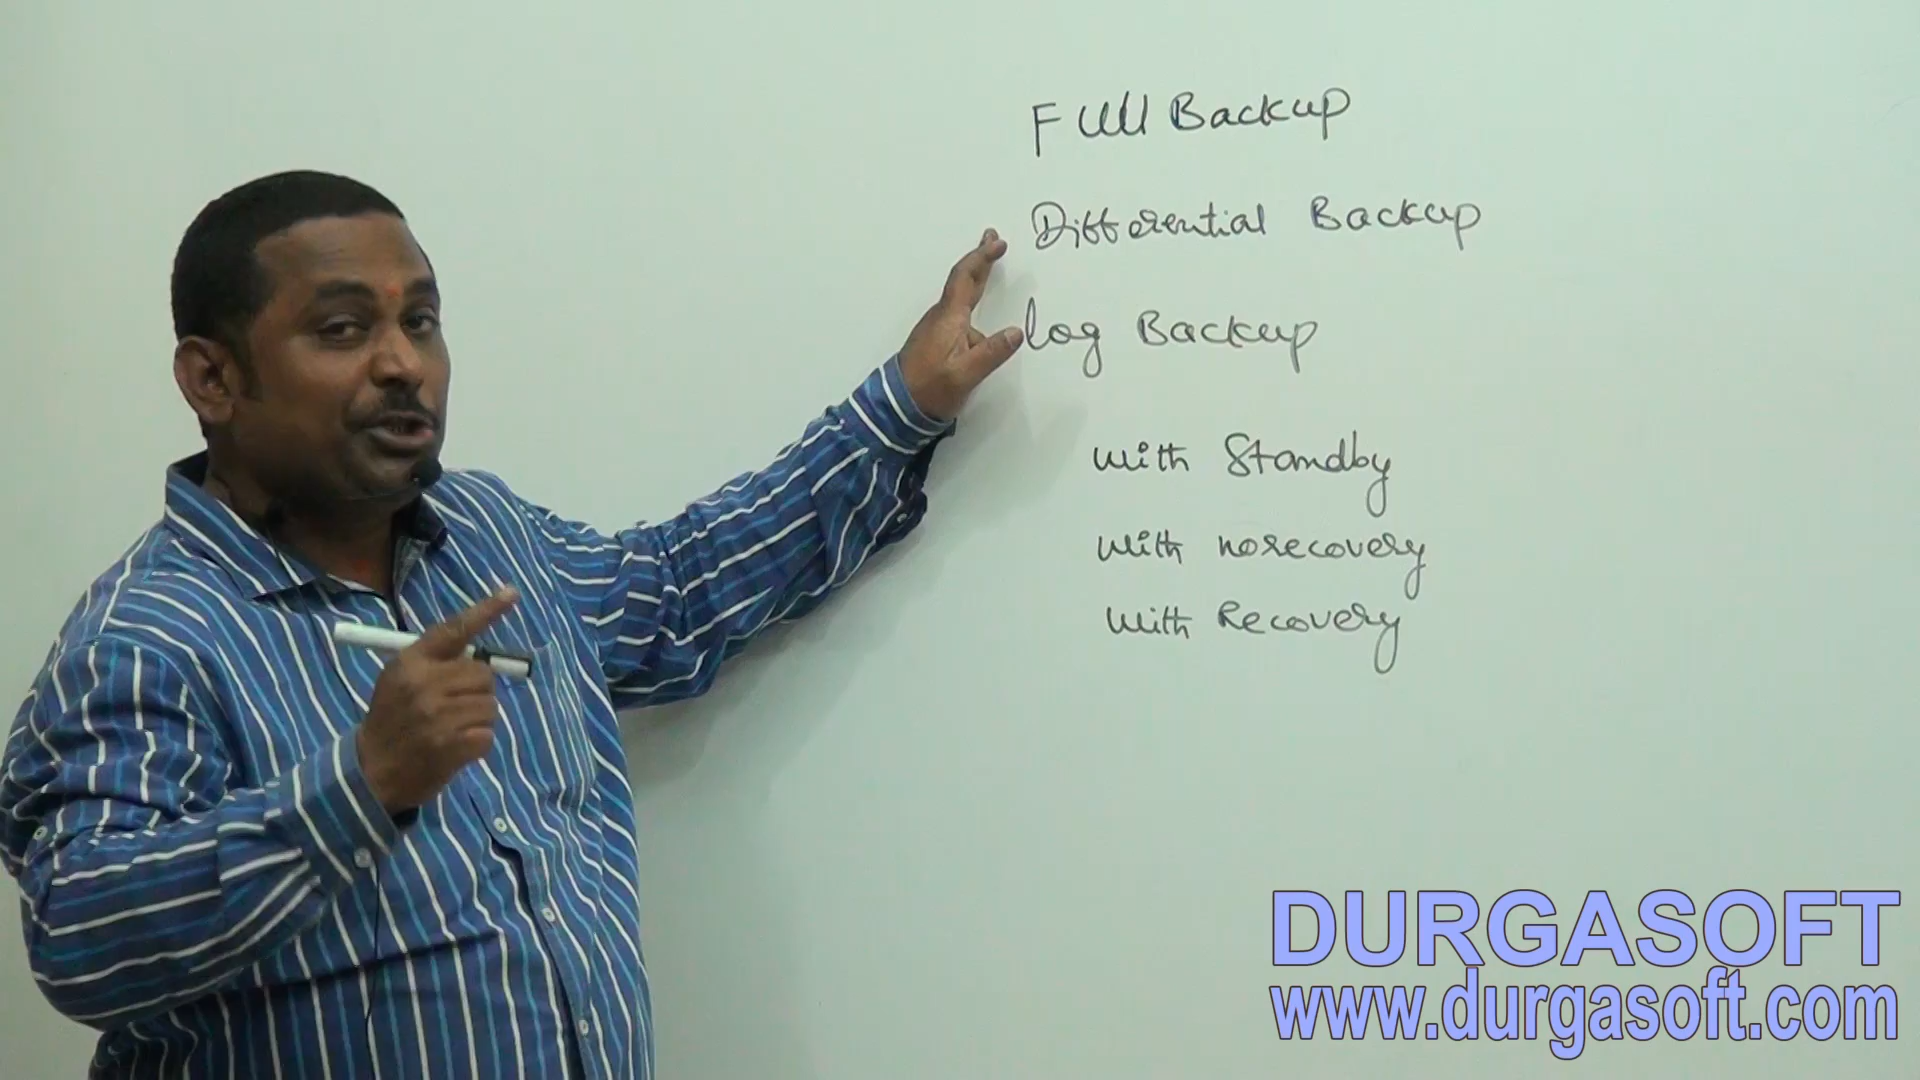 Full Backup
Differential Backup
log Backup
with Standby
with norecovery
with Recovery
DURGASOFT
www.durgasoft.com